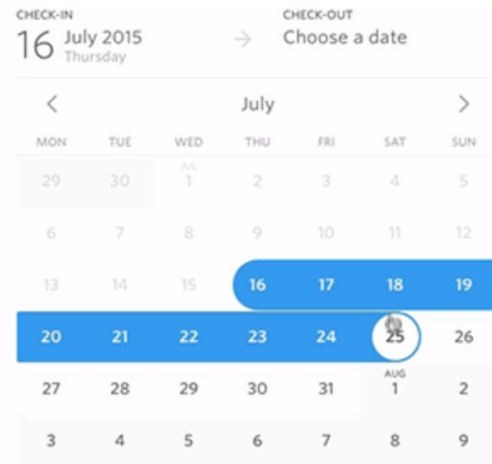 CHECK-IN CHECK-OUT
16 July 2015 Choose a date
Thursday
July
MON TUE WED THU FRI SAT SUN
JUL
29 30 1 2 3 4 5
6 7 8 9 10 11 12
13 14 15 16 17 18 19
20 21 22 23 24 25 26
AUG
27 28 29 30 31 1 2
3 4 5 6 7 8 9